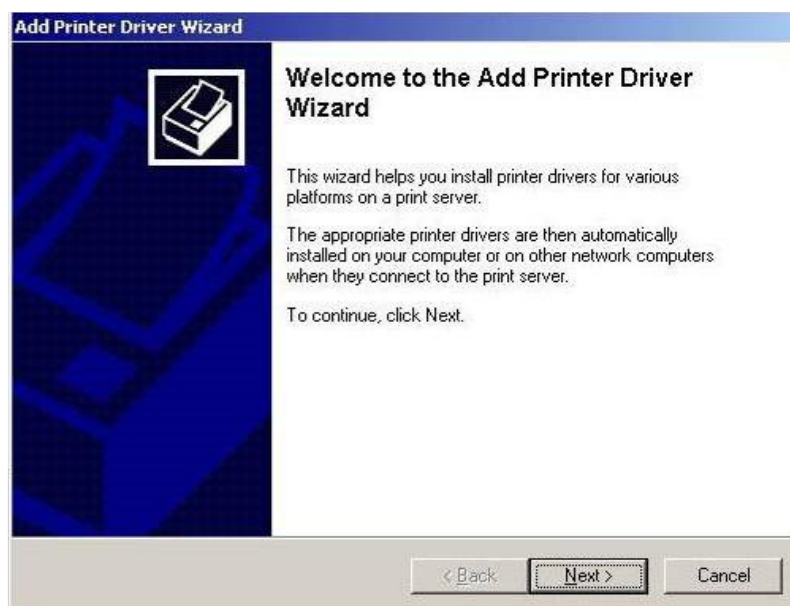 Add Printer Driver Wizard
Welcome to the Add Printer Driver
Wizard
This wizard helps you install printer drivers for various
platforms on a print server.
The appropriate printer drivers are then automatically
installed on your computer or on other network computers
when they connect to the print server.
To continue, click Next.
< Back
Next >
Cancel